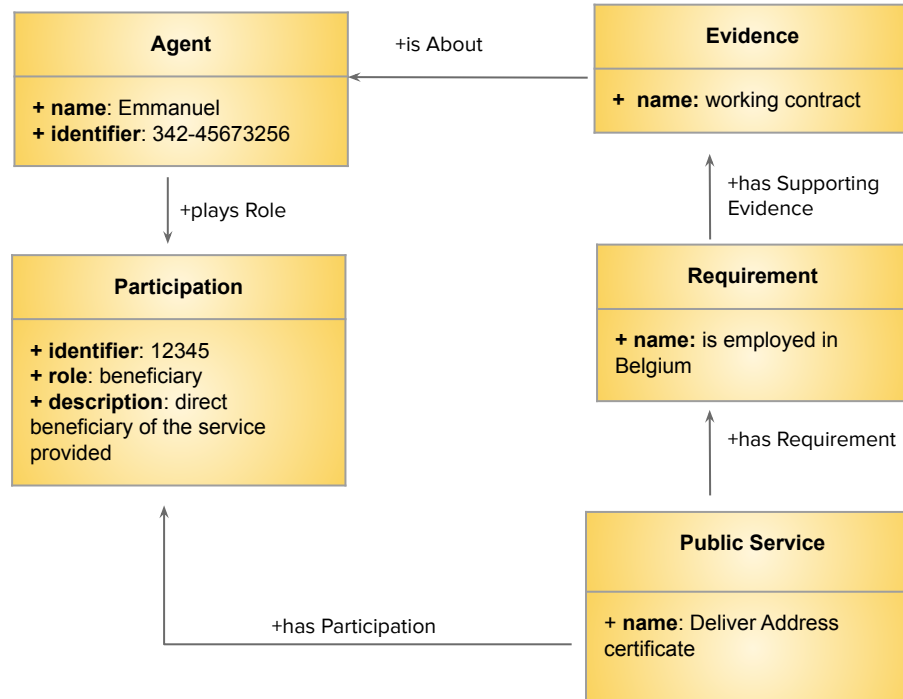 Agent
+ name: Emmanuel
+ identifier: 342-45673256
+is About
Evidence
+ name: working contract
+plays Role
+has Supporting
Evidence
Participation
+ identifier: 12345
+ role: beneficiary
+ description: direct
beneficiary of the service
provided
Requirement
+ name: is employed in
Belgium
+has Requirement
Public Service
+ name: Deliver Address
certificate
+has Participation